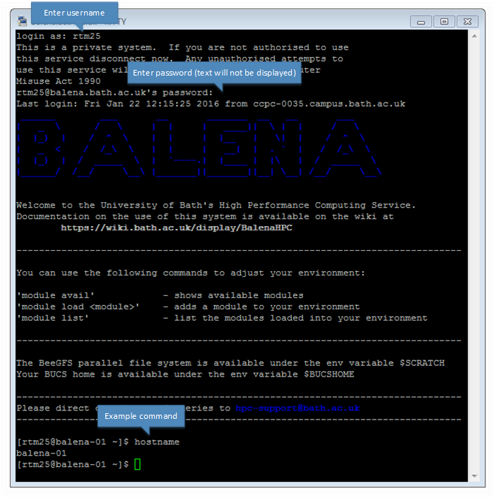 Enter username
login as: rtm25
This is a private system. If you are not authorised to use
this service disconnect now. Any unauthorised attempts to
use this service wil
Enter password (text will not be displayed)
ter
Misuse Act 1990
rtm25@balena.bath.ac.uk's password:
Last login: Fri Jan 22 12:15:25 2016 from ccpc-0035.campus.bath.ac.uk
BALENA
Welcome to the University of Bath's High Performance Computing Service.
Documentation on the use of this system is available on the wiki at
https://wiki.bath.ac.uk/display/BalenaHPC
You can use the following commands to adjust your environment:
'module avail' - shows available modules
'module load <module>' - adds a module to your environment
'module list' - list the modules loaded into your environment
The BeeGFS parallel file system is available under the env variable $SCRATCH
Your BUCS home is available under the env variable $BUCSHOME
Please direct eries to hpc-support@bath.ac.uk
Example command
[rtm25@balena-01 ~]$ hostname
balena-01
[rtm25@balena-01 ~]$